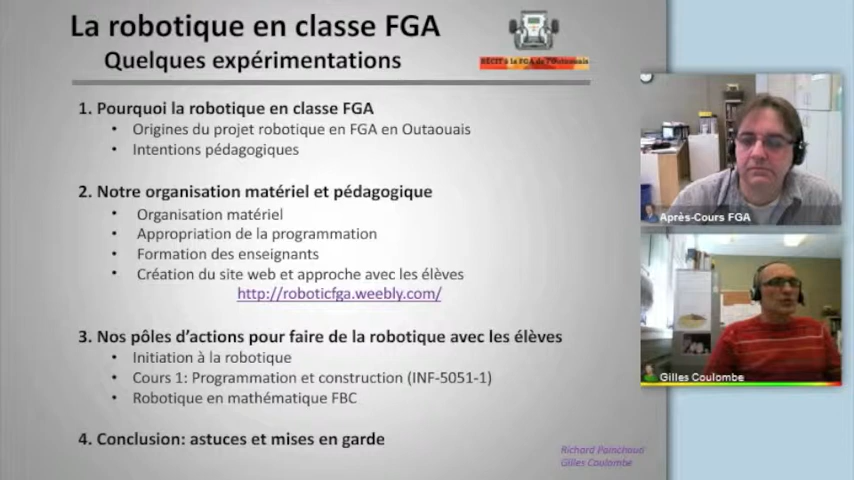 La robotique en classe FGA
Quelques expérimentations
RÉCIT à la FGA de l'Outaouais
1. Pourquoi la robotique en classe FGA
• Origines du projet robotique en FGA en Outaouais
• Intentions pédagogiques
2. Notre organisation matériel et pédagogique
• Organisation matériel
• Appropriation de la programmation
• Formation des enseignants
• Création du site web et approche avec les élèves
http://roboticfga.weebly.com/
3. Nos pôles d'actions pour faire de la robotique avec les élèves
• Initiation à la robotique
• Cours 1: Programmation et construction (INF-5051-1)
• Robotique en mathématique FBC
4. Conclusion: astuces et mises en garde
Richard Painchaud
Gilles Coulombe
Après-Cours FGA
Gilles Coulombe